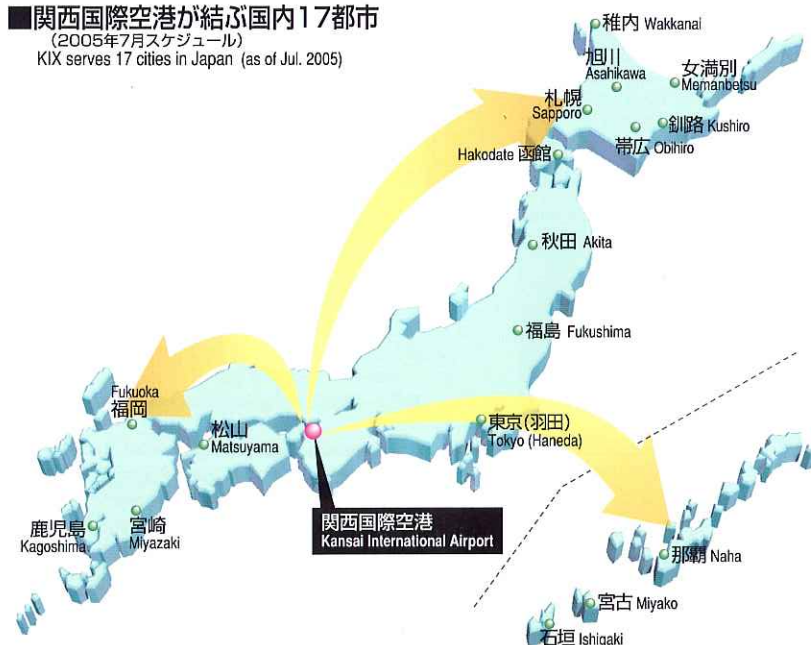 ■関西国際空港が結ぶ国内17都市
(2005年7月スケジュール)
KIX serves 17 cities in Japan (as of Jul. 2005)
稚内 Wakkanai
旭川
Asahikawa
女満別
Memanbetsu
札幌
Sapporo
釧路 Kushiro
帯広 Obihiro
Hakodate 函館
秋田 Akita
福島 Fukushima
Fukuoka
福岡
松山
Matsuyama
東京(羽田)
Tokyo (Haneda)
関西国際空港
Kansai International Airport
鹿児島
Kagoshima
宮崎
Miyazaki
那覇 Naha
宮古 Miyako
石垣 Ishigaki